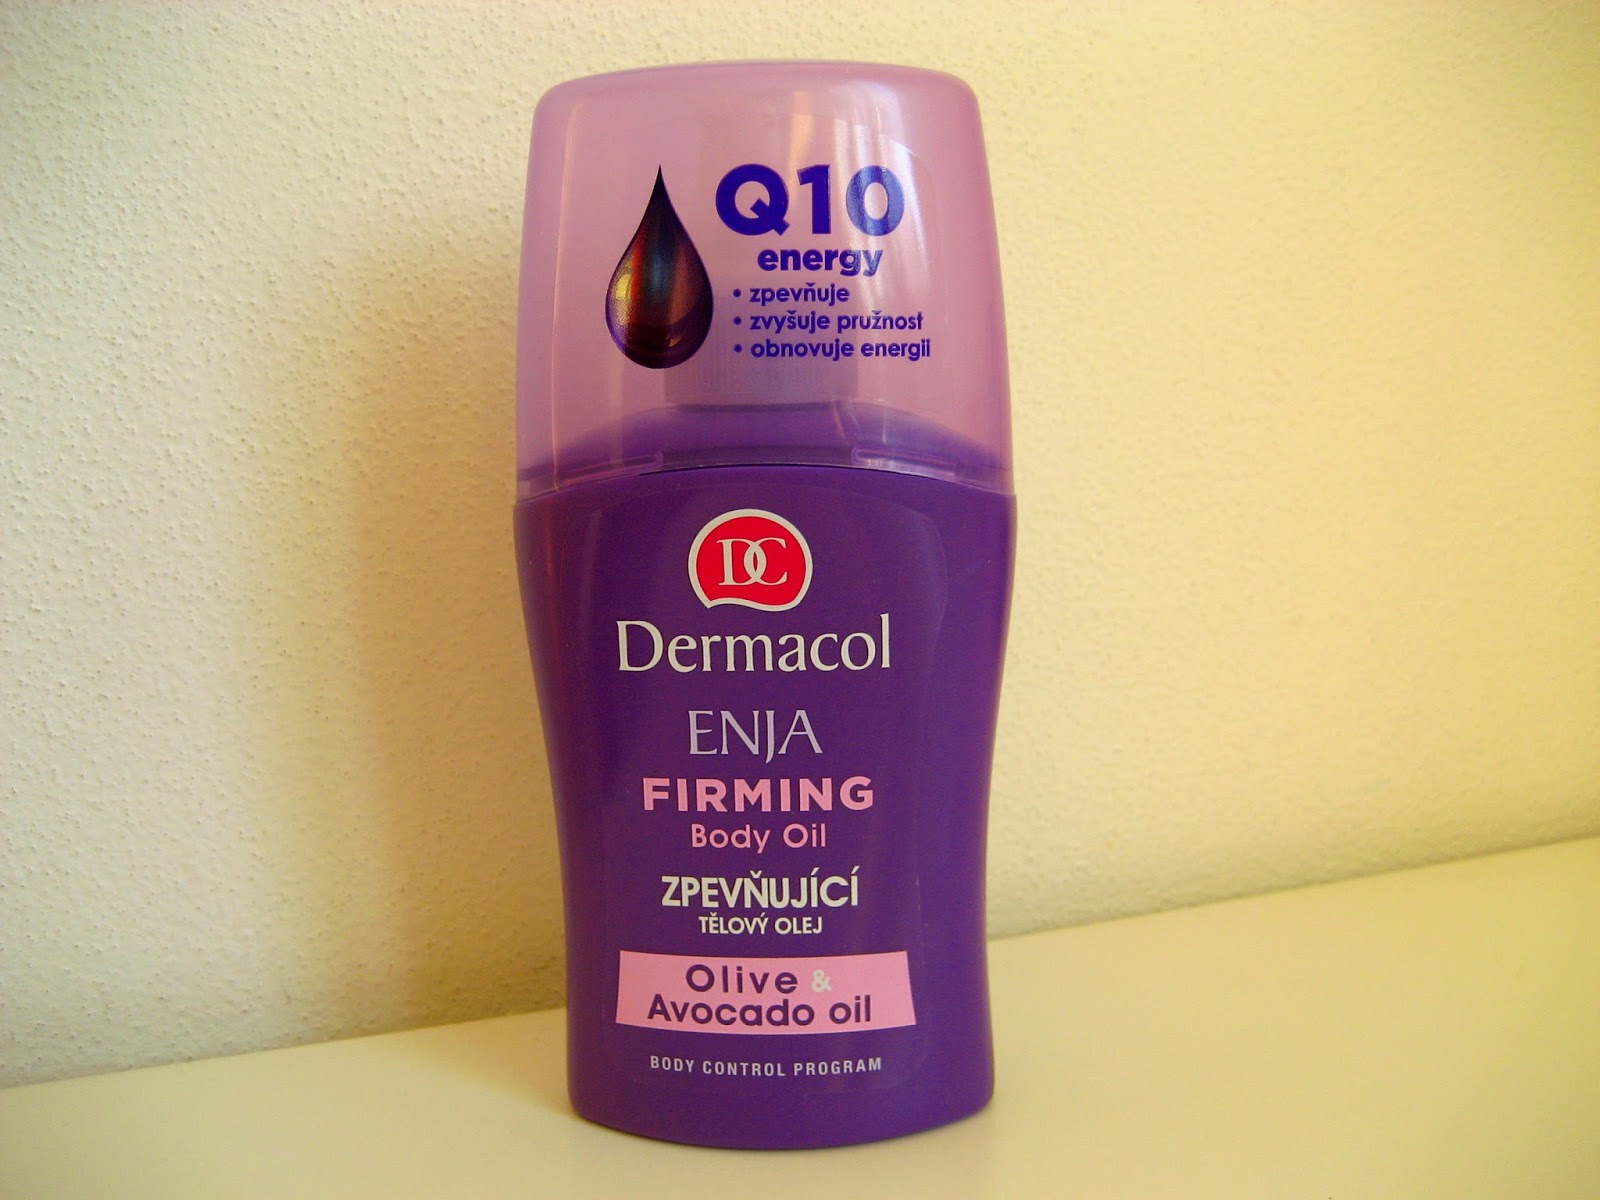 Q10
energy
• zpevňuje
• zvyšuje pružnost
• obnovuje energii
DC
Dermacol
ENJA
FIRMING
Body Oil
ZPEVŇUJÍCÍ
TĚLOVÝ OLEJ
Olive &
Avocado oil
BODY CONTROL PROGRAM